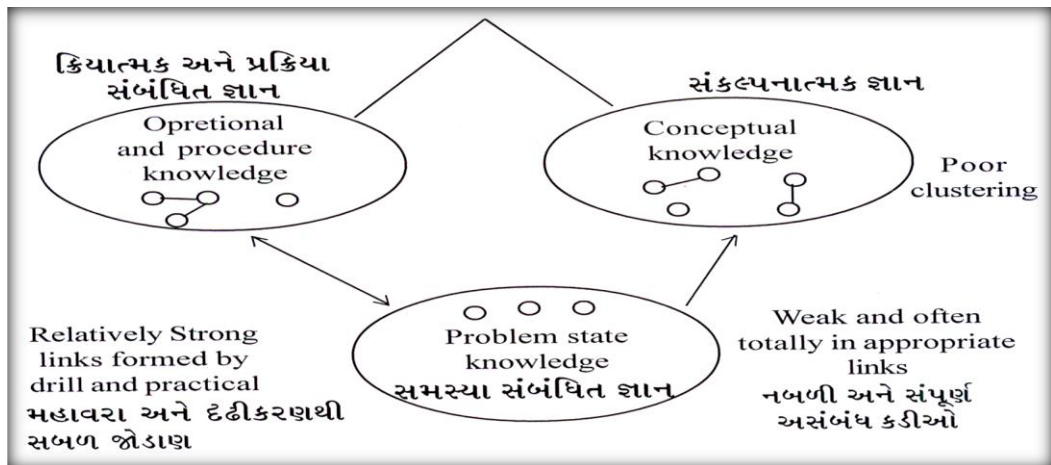 ક્રિયાત્મક અને પ્રક્રિયા
સંબંધિત જ્ઞાન
Opretional
and procedure
knowledge
સંકલ્પનાત્મક જ્ઞાન
Conceptual
knowledge
Poor
clustering
Relatively Strong
links formed by
drill and practical
મહાવરા અને દૃઢીકરણથી
સબળ જોડાણ
Problem state
knowledge
સમસ્યા સંબંધિત જ્ઞાન
Weak and often
totally in appropriate
links
નબળી અને સંપૂર્ણ
અસંબંધ કડીઓ